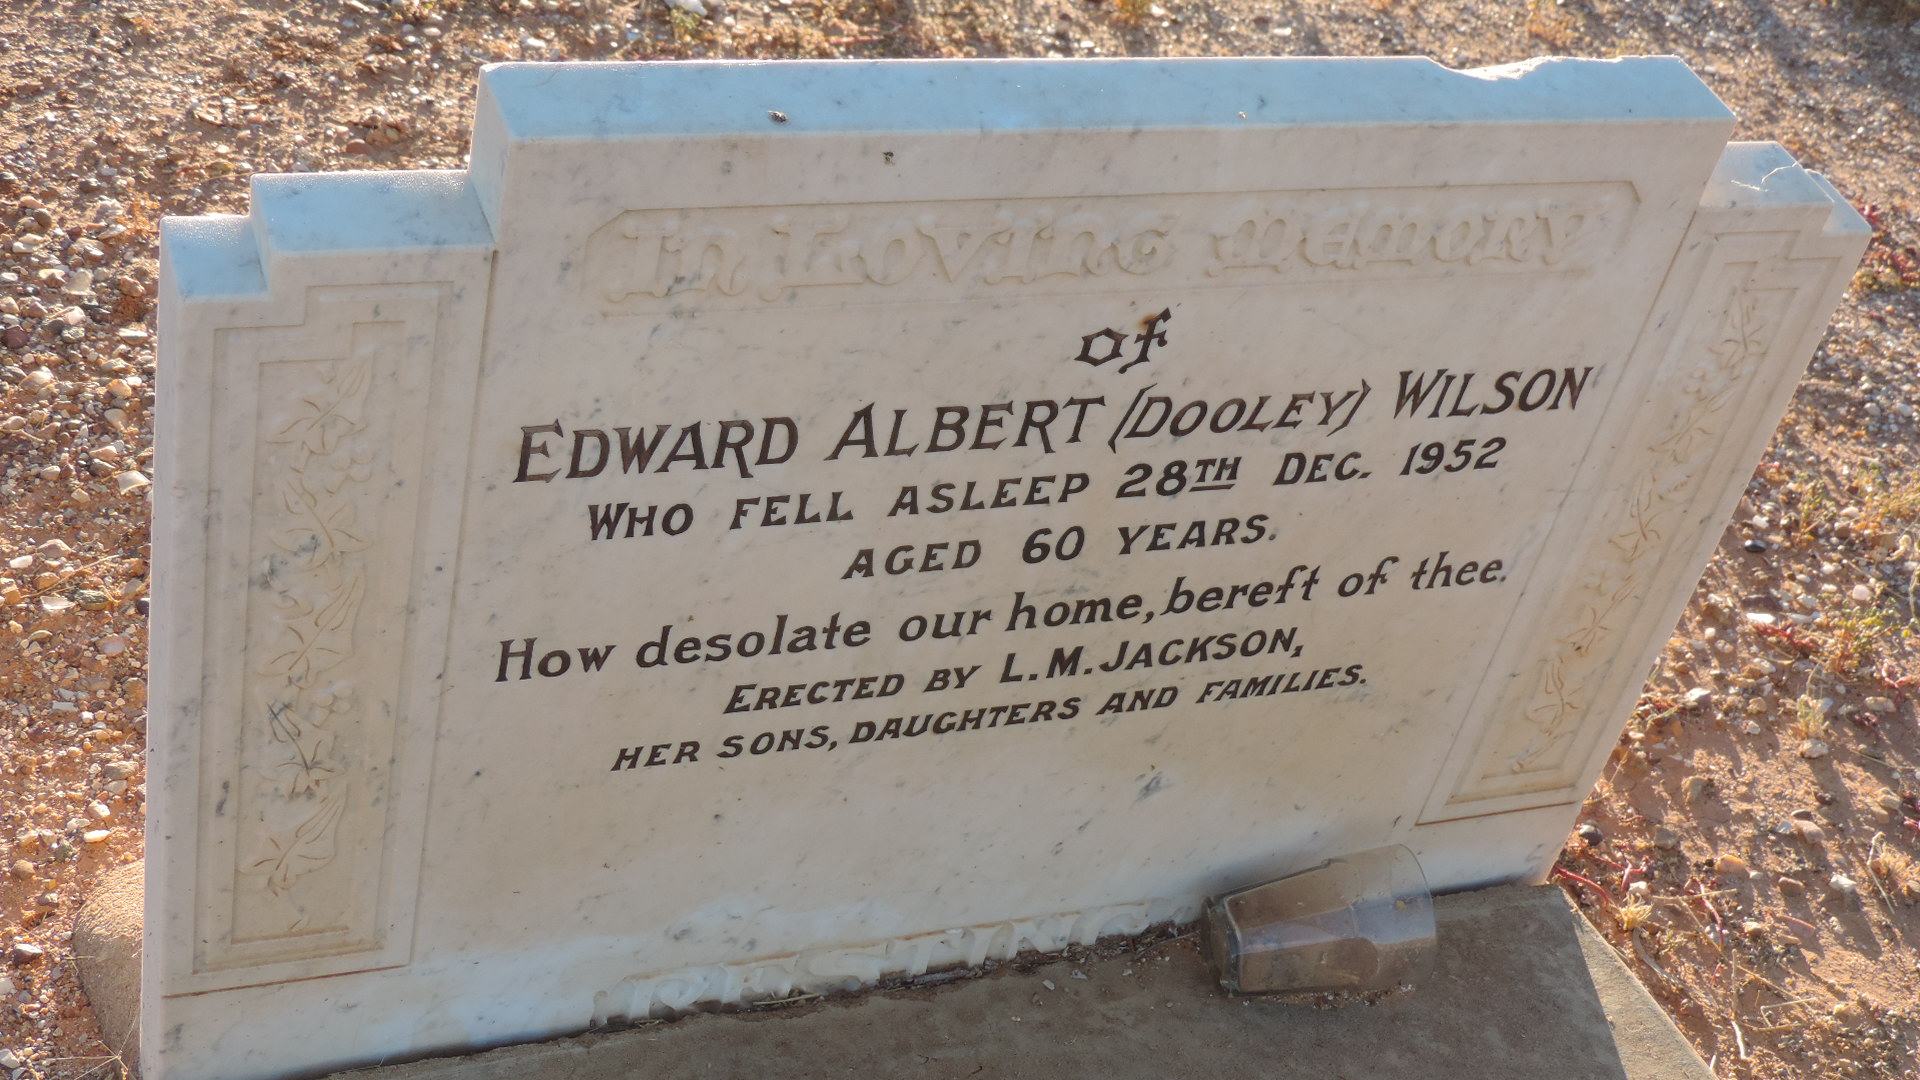 In Loving Memory
of
EDWARD ALBERT (DOOLEY) WILSON
WHO FELL ASLEEP 28TH DEC. 1952
AGED 60 YEARS.
How desolate our home, bereft of thee.
ERECTED BY L.M. JACKSON,
HER SONS, DAUGHTERS AND FAMILIES.
RESTING